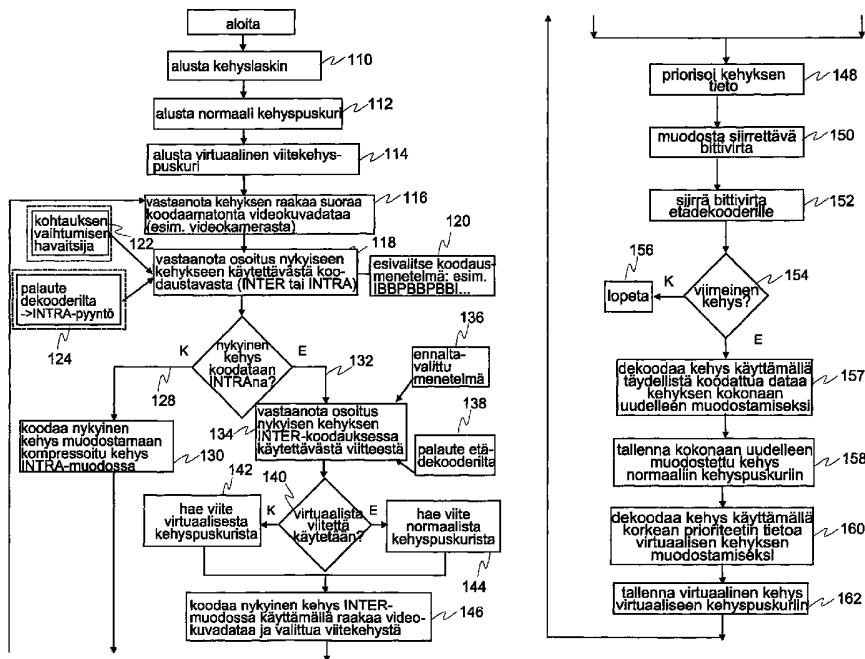 aloita
alusta kehyslaskin
110
alusta normaali kehyspuskuri
112
alusta virtuaalinen viitekehys-
puskuri
114
vastaanota kehyksen raakaa suoraa
koodaamatonta videokuvadataa
(esim. videokamerasta)
116
kohtauksen
vaihtumisen
havaitsija
122
vastaanota osoitus nykyiseen
kehykseen käytettävästä koo-
daustavasta (INTER tai INTRA)
118
120
esivalitse koodaus-
menetelmä: esim.
IBBPBBPBBI...
palaute
dekooderilta
->INTRA-pyyntö
124
nykyinen
kehys
koodataan
INTRAna?
K
E
128
132
136
ennalta-
valittu
menetelmä
koodaa nykyinen
kehys muodostamaan
kompressoitu kehys
INTRA-muodossa
130
vastaanota osoitus
nykyisen kehyksen
INTER-koodauksessa
käytettävästä viitteestä
134
138
palaute etä-
dekooderilta
142
hae viite
virtuaalisesta
kehyspuskurista
140
virtuaalista
viitettä
käytetään?
K
E
hae viite
normaalista
kehyspuskurista
144
koodaa nykyinen kehys INTER-
muodossa käyttämällä raakaa video-
kuvadataa ja valittua viitekehystä
146
priorisoi kehyksen
tieto
148
muodosta siirrettävä
bittivirta
150
siirrä bittivirta
etädekooderille
152
156
lopeta
K
viimeinen
kehys?
154
E
dekoodaa kehys käyttämällä
täydellistä koodattua dataa
kehyksen kokonaan
uudelleen muodostamiseksi
157
tallenna kokonaan uudelleen
muodostettu kehys
normaaliin kehyspuskuriin
158
dekoodaa kehys käyttämällä
korkean prioriteetin tietoa
virtuaalisen kehyksen
muodostamiseksi
160
tallenna virtuaalinen kehys
virtuaaliseen kehyspuskuriin
162